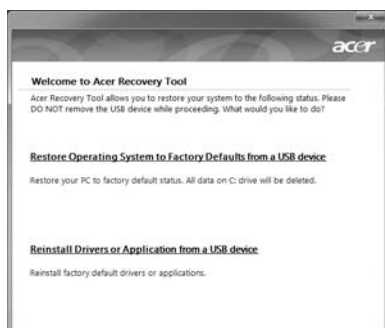 acer
Welcome to Acer Recovery Tool
Acer Recovery Tool allows you to restore your system to the following status. Please
DO NOT remove the USB device while proceeding. What would you like to do?
Restore Operating System to Factory Defaults from a USB device
Restore your PC to factory default status. All data on C: drive will be deleted.
Reinstall Drivers or Application from a USB device
Reinstall factory default drivers or applications.